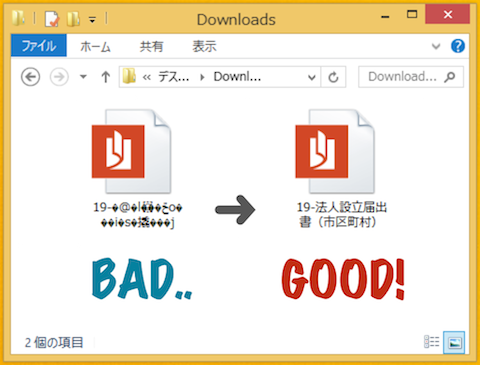 Downloads
ファイル ホーム 共有 表示
デス... Downl... Download...
19-法人設立届出
書（市区町村）
BAD..
GOOD!
2 個の項目